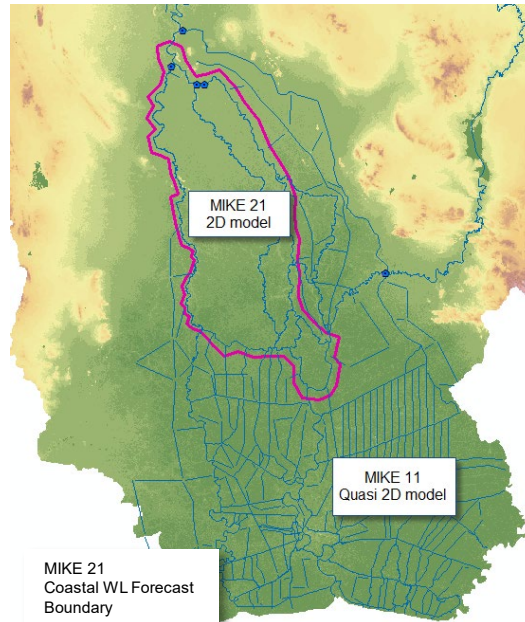 MIKE 21
2D model
MIKE 11
Quasi 2D model
MIKE 21
Coastal WL Forecast
Boundary